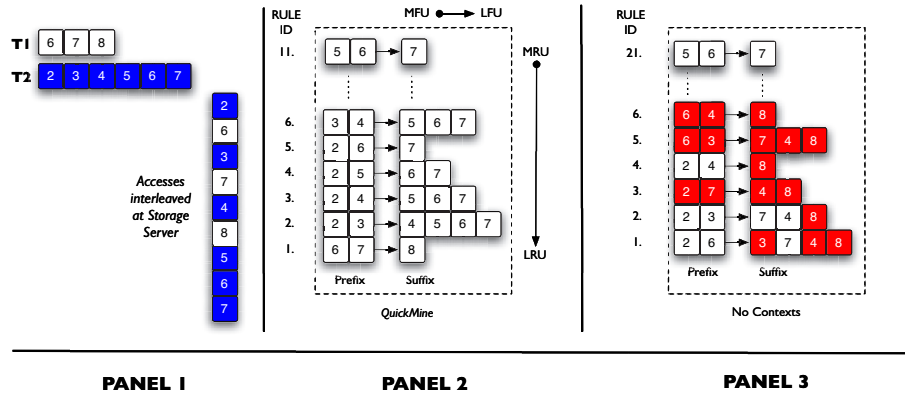 T1 6 7 8
T2 2 3 4 5 6 7
2
6
3
7
4
8
5
6
7
Accesses
interleaved
at Storage
Server
PANEL 1
MFU LFU
RULE
ID
MRU
11. 5 6 7
6. 3 4 5 6 7
5. 2 6 7
4. 2 5 6 7
3. 2 4 5 6 7
2. 2 3 4 5 6 7
1. 6 7 8
LRU
Prefix Suffix
QuickMine
PANEL 2
RULE
ID
21. 5 6 7
6. 6 4 8
5. 6 3 7 4 8
4. 2 4 8
3. 2 7 4 8
2. 2 3 7 4 8
1. 2 6 3 7 4 8
Prefix Suffix
No Contexts
PANEL 3